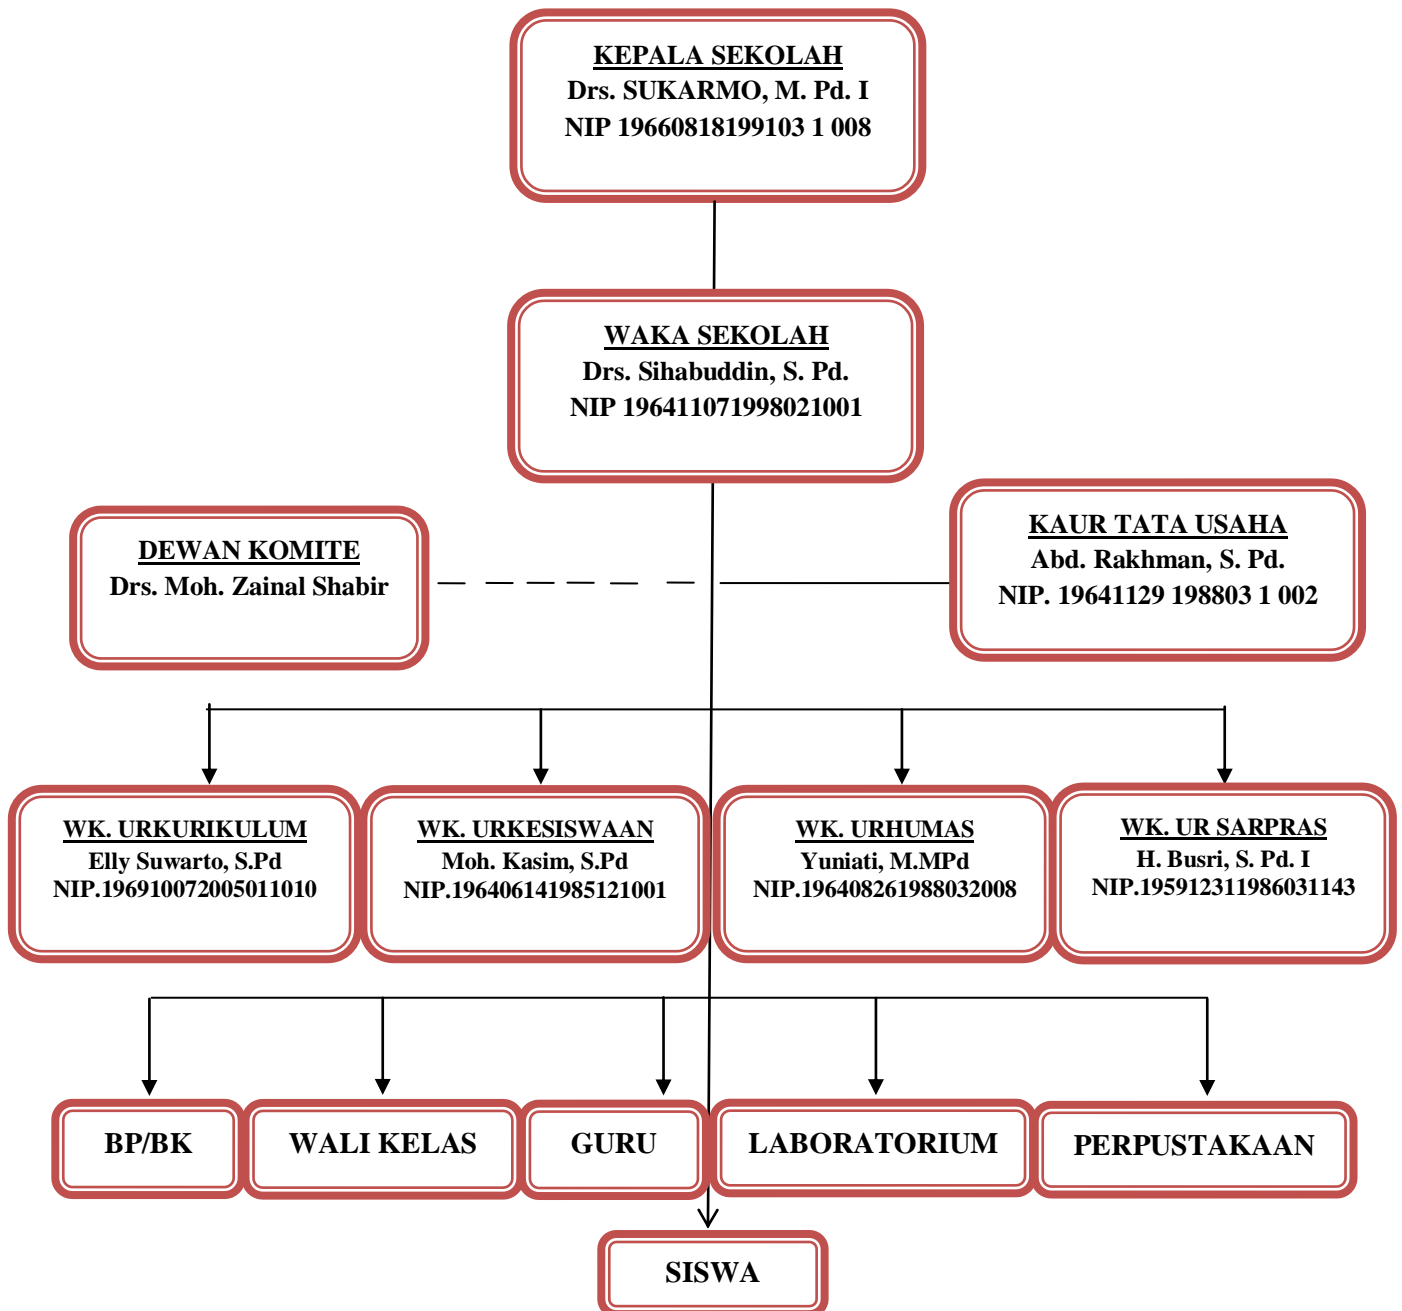 KEPALA SEKOLAH
Drs. SUKARMO, M. Pd. I
NIP 19660818199103 1 008
WAKA SEKOLAH
Drs. Sihabuddin, S. Pd.
NIP 196411071998021001
DEWAN KOMITE
Drs. Moh. Zainal Shabir
KAUR TATA USAHA
Abd. Rakhman, S. Pd.
NIP. 19641129 198803 1 002
WK. URKURIKULUM
Elly Suwarto, S.Pd
NIP.196910072005011010
WK. URKESISWAAN
Moh. Kasim, S.Pd
NIP.196406141985121001
WK. URHUMAS
Yuniati, M.MPd
NIP.196408261988032008
WK. UR SARPRAS
H. Busri, S. Pd. I
NIP.195912311986031143
BP/BK
WALI KELAS
GURU
LABORATORIUM
PERPUSTAKAAN
SISWA